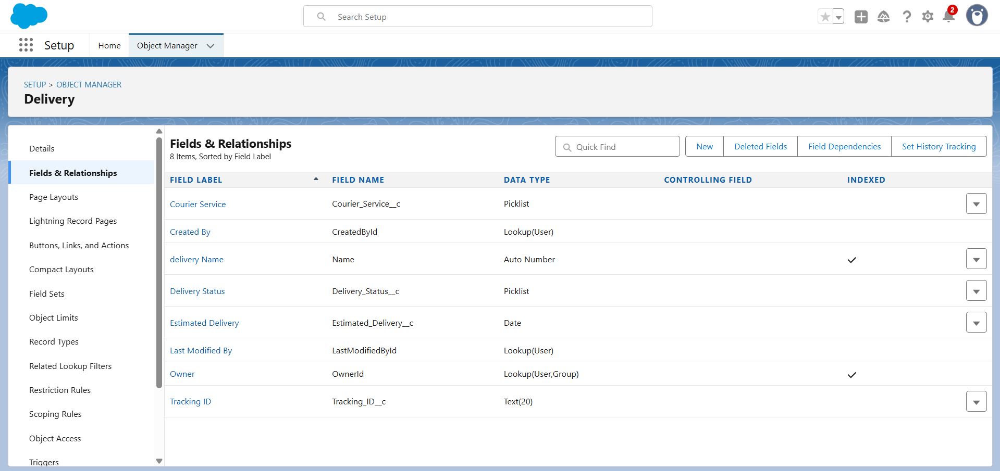 Search Setup
2
Setup
Home
Object Manager
SETUP > OBJECT MANAGER
Delivery
Details
Fields & Relationships
Page Layouts
Lightning Record Pages
Buttons, Links, and Actions
Compact Layouts
Field Sets
Object Limits
Record Types
Related Lookup Filters
Restriction Rules
Scoping Rules
Object Access
Triggers
Fields & Relationships
8 Items, Sorted by Field Label
Quick Find
New
Deleted Fields
Field Dependencies
Set History Tracking
FIELD LABEL FIELD NAME DATA TYPE CONTROLLING FIELD INDEXED
Courier Service Courier_Service__c Picklist
Created By CreatedById Lookup(User)
delivery Name Name Auto Number
Delivery Status Delivery_Status__c Picklist
Estimated Delivery Estimated_Delivery__c Date
Last Modified By LastModifiedById Lookup(User)
Owner OwnerId Lookup(User,Group)
Tracking ID Tracking_ID__c Text(20)